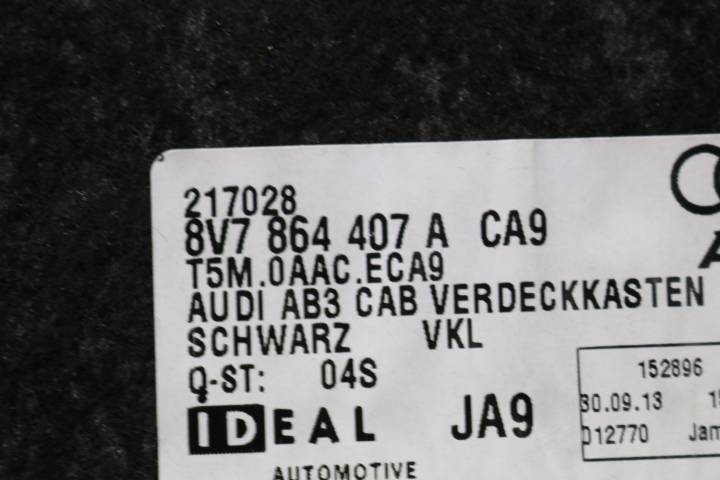 217028
8V7 864 407 A CA9
T5M.0AAC.ECA9
AUDI AB3 CAB VERDECKKASTEN
SCHWARZ VKL
Q-ST: 04S
IDEAL JA9
AUTOMOTIVE
152896
30.09.13
012770